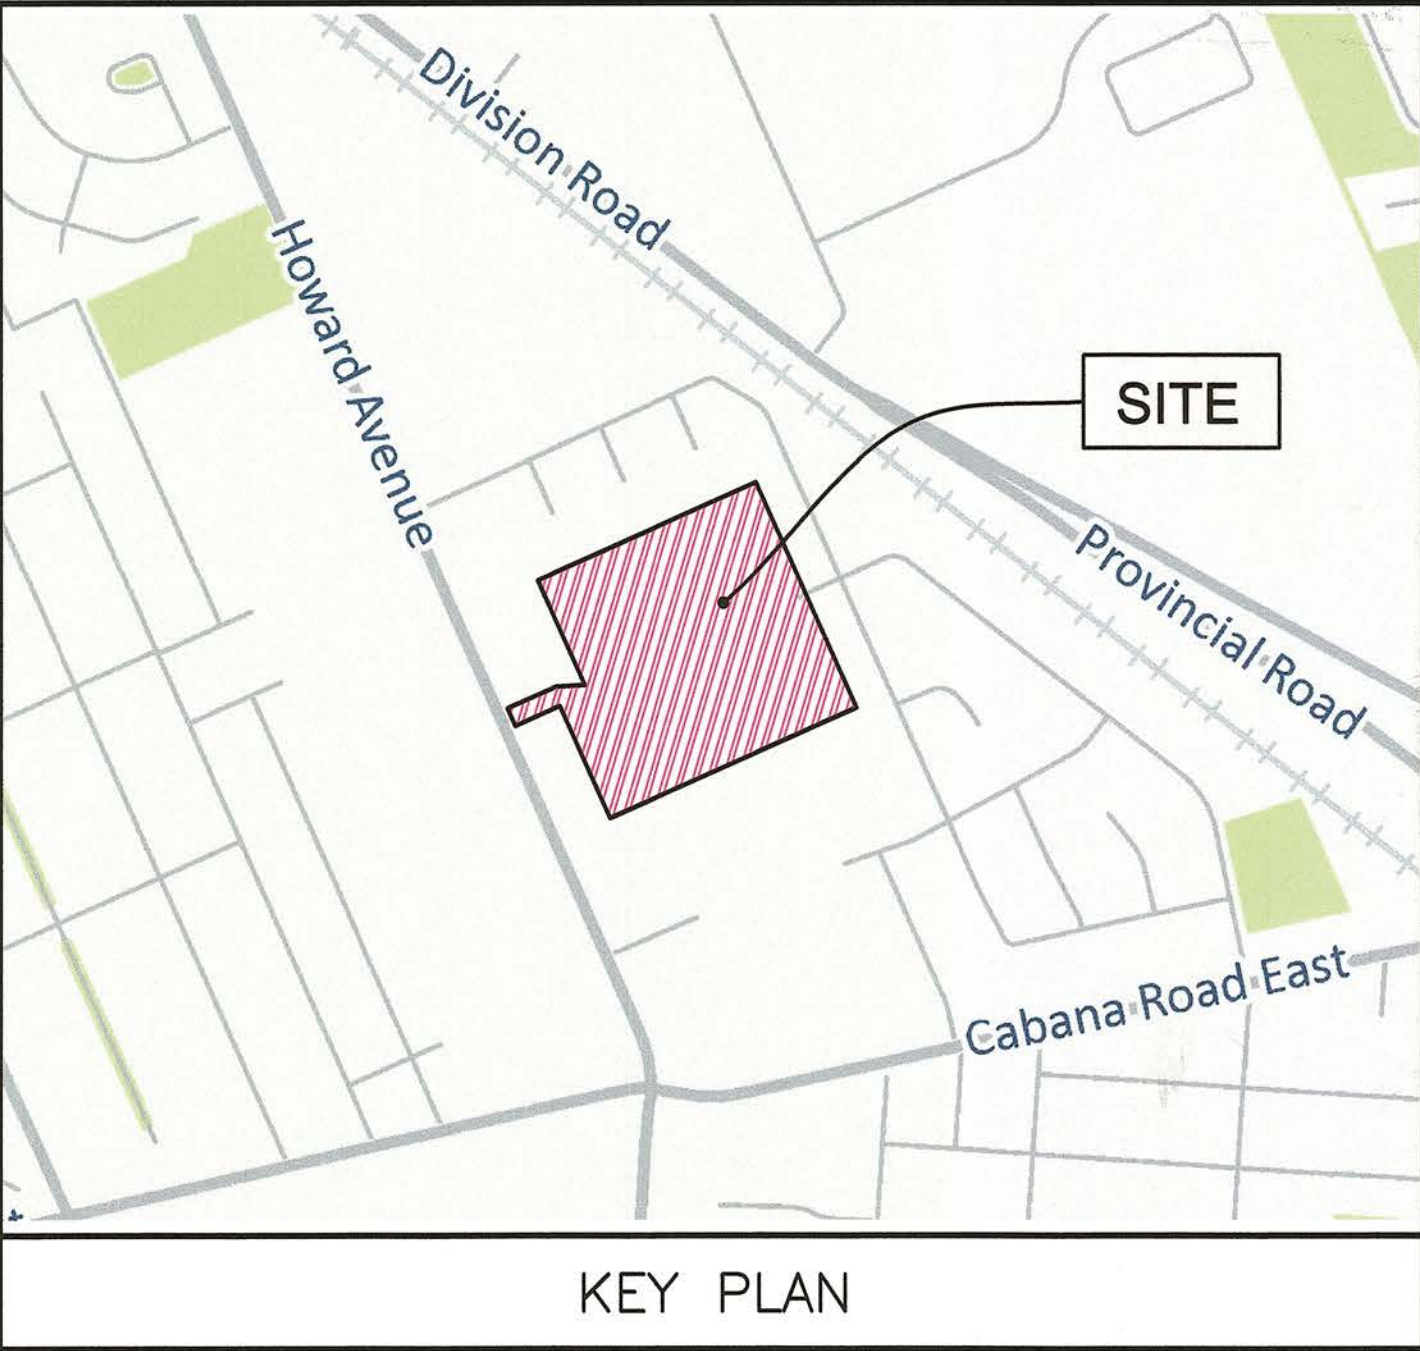 Division Road
Howard Avenue
SITE
Provincial Road
Cabana Road East
KEY PLAN